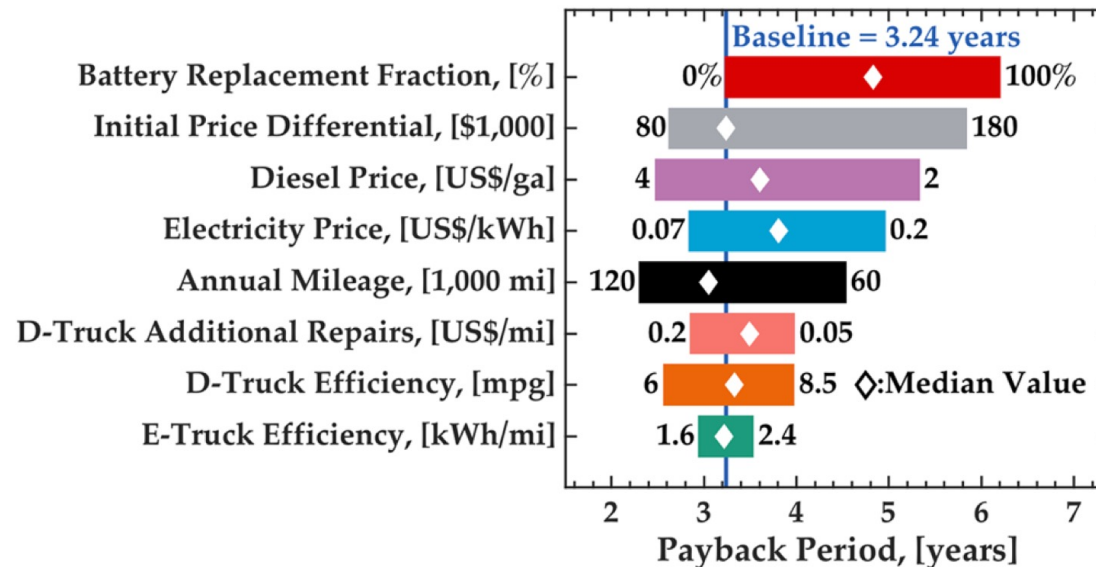 Baseline = 3.24 years
Battery Replacement Fraction, [%] 0% 100%
Initial Price Differential, [$1,000] 80 180
Diesel Price, [US$/ga] 4 2
Electricity Price, [US$/kWh] 0.07 0.2
Annual Mileage, [1,000 mi] 120 60
D-Truck Additional Repairs, [US$/mi] 0.2 0.05
D-Truck Efficiency, [mpg] 6 8.5 ◇:Median Value
E-Truck Efficiency, [kWh/mi] 1.6 2.4
2 3 4 5 6 7
Payback Period, [years]